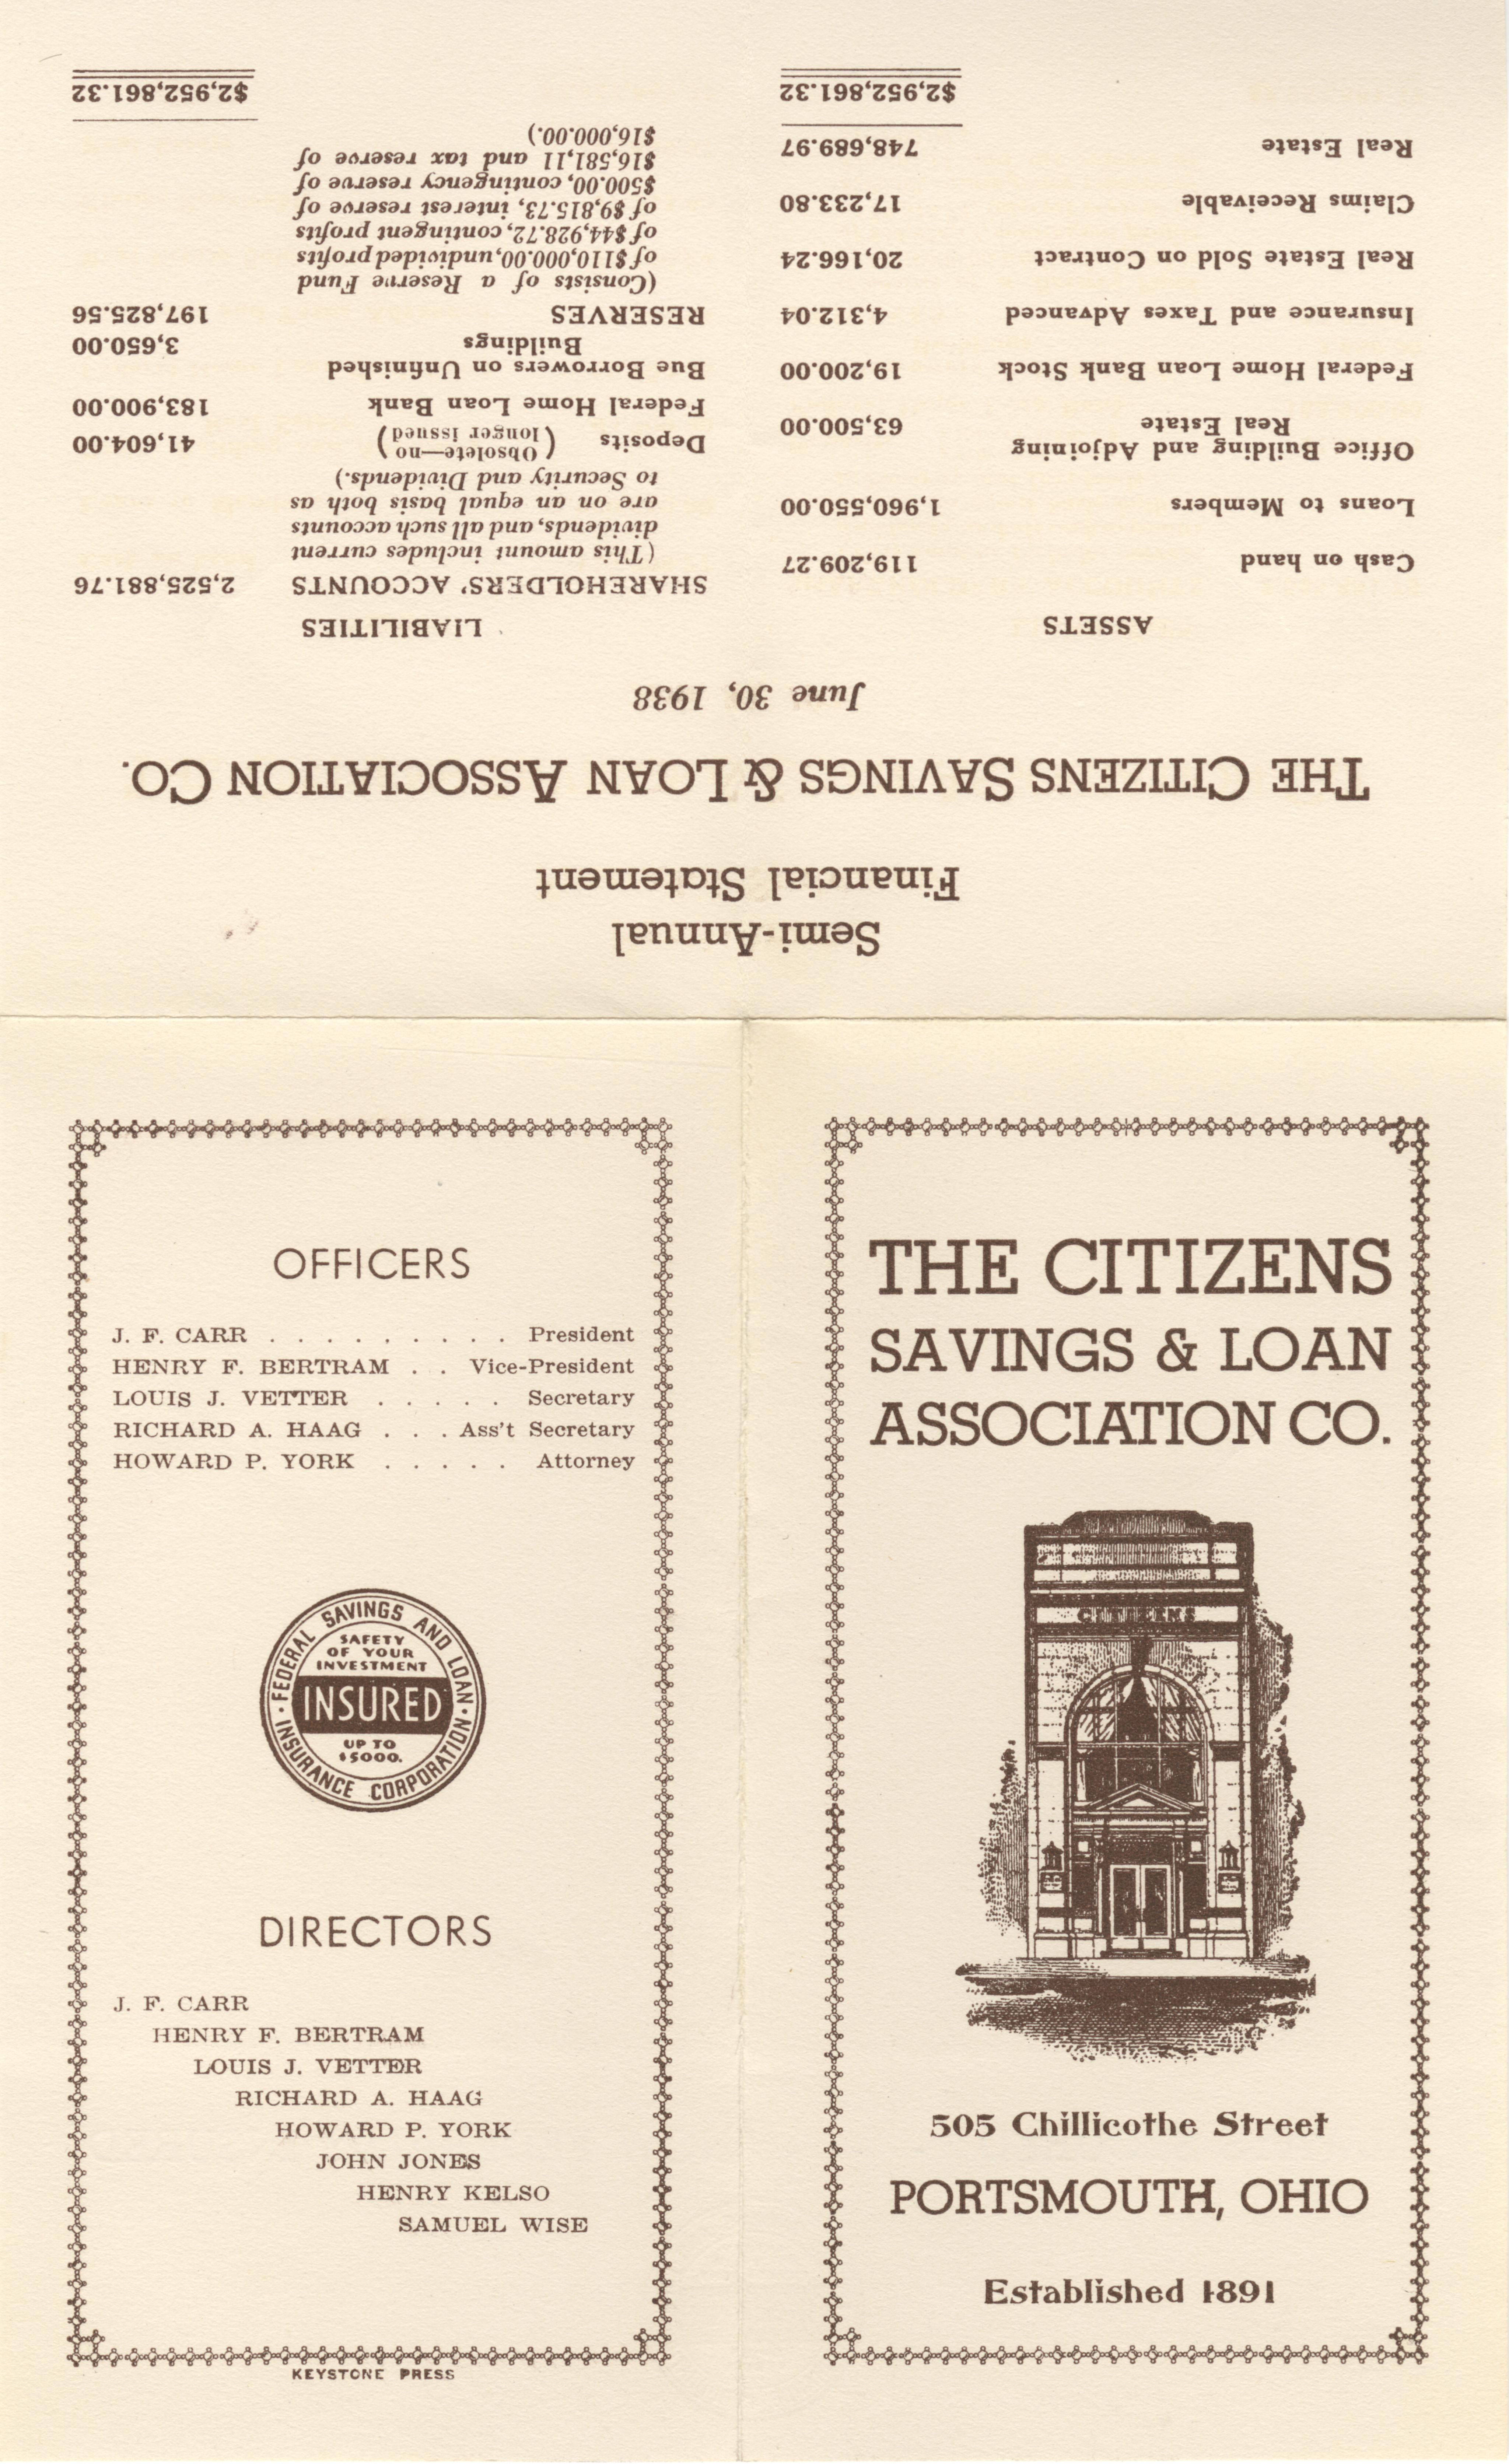 Semi-Annual
Financial Statement
THE CITIZENS SAVINGS & LOAN ASSOCIATION CO.
June 30, 1938
ASSETS
Cash on hand 119,209.27
Loans to Members 1,960,550.00
Office Building and Adjoining
Real Estate 63,500.00
Federal Home Loan Bank Stock 19,200.00
Insurance and Taxes Advanced 4,312.04
Real Estate Sold on Contract 20,166.24
Claims Receivable 17,233.80
Real Estate 748,689.97
$2,952,861.32
LIABILITIES
SHAREHOLDERS' ACCOUNTS 2,525,881.76
(This amount includes current
dividends, and all such accounts
are on an equal basis both as
to Security and Dividends.)
Deposits (Obsolete—no
longer issued) 41,604.00
Federal Home Loan Bank 183,900.00
Bue Borrowers on Unfinished
Buildings 3,650.00
RESERVES 197,825.56
(Consists of a Reserve Fund
of $110,000.00, undivided profits
of $44,928.72, contingent profits
of $9,815.73, interest reserve of
$500.00, contingency reserve of
$16,581,11 and tax reserve of
$16,000.00.)
$2,952,861.32
OFFICERS
J. F. CARR . . . . . . . . . President
HENRY F. BERTRAM . . Vice-President
LOUIS J. VETTER . . . . . Secretary
RICHARD A. HAAG . . . Ass't Secretary
HOWARD P. YORK . . . . . Attorney
FEDERAL SAVINGS AND LOAN
INSURANCE CORPORATION
SAFETY
OF YOUR
INVESTMENT
INSURED
UP TO
$5000.
DIRECTORS
J. F. CARR
HENRY F. BERTRAM
LOUIS J. VETTER
RICHARD A. HAAG
HOWARD P. YORK
JOHN JONES
HENRY KELSO
SAMUEL WISE
KEYSTONE PRESS
THE CITIZENS
SAVINGS & LOAN
ASSOCIATION CO.
CITIZENS
505 Chillicothe Street
PORTSMOUTH, OHIO
Established 1891